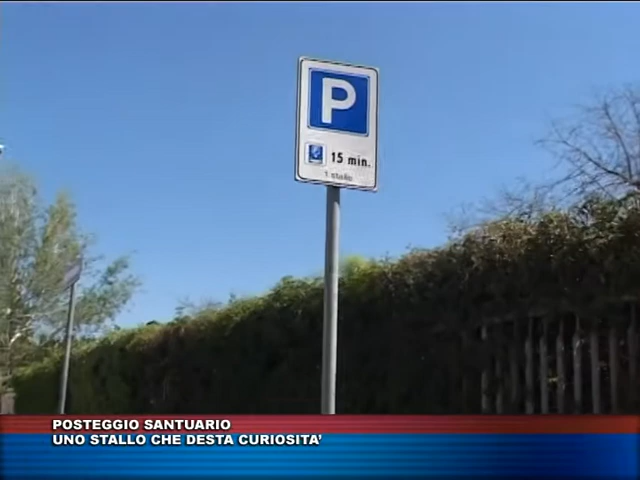 P
15 min.
1 stallo
POSTEGGIO SANTUARIO
UNO STALLO CHE DESTA CURIOSITA'